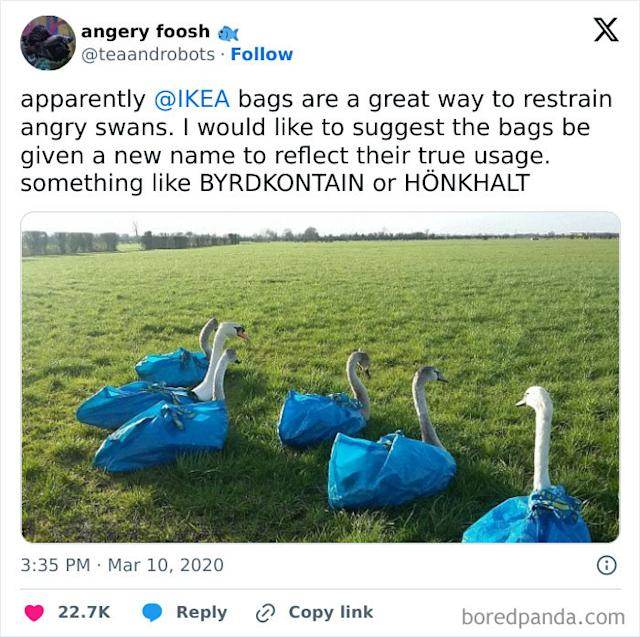 angery foosh 🐟
@teaandrobots · Follow
X
apparently @IKEA bags are a great way to restrain
angry swans. I would like to suggest the bags be
given a new name to reflect their true usage.
something like BYRDKONTAIN or HÖNKHALT
3:35 PM · Mar 10, 2020
22.7K Reply Copy link
boredpanda.com